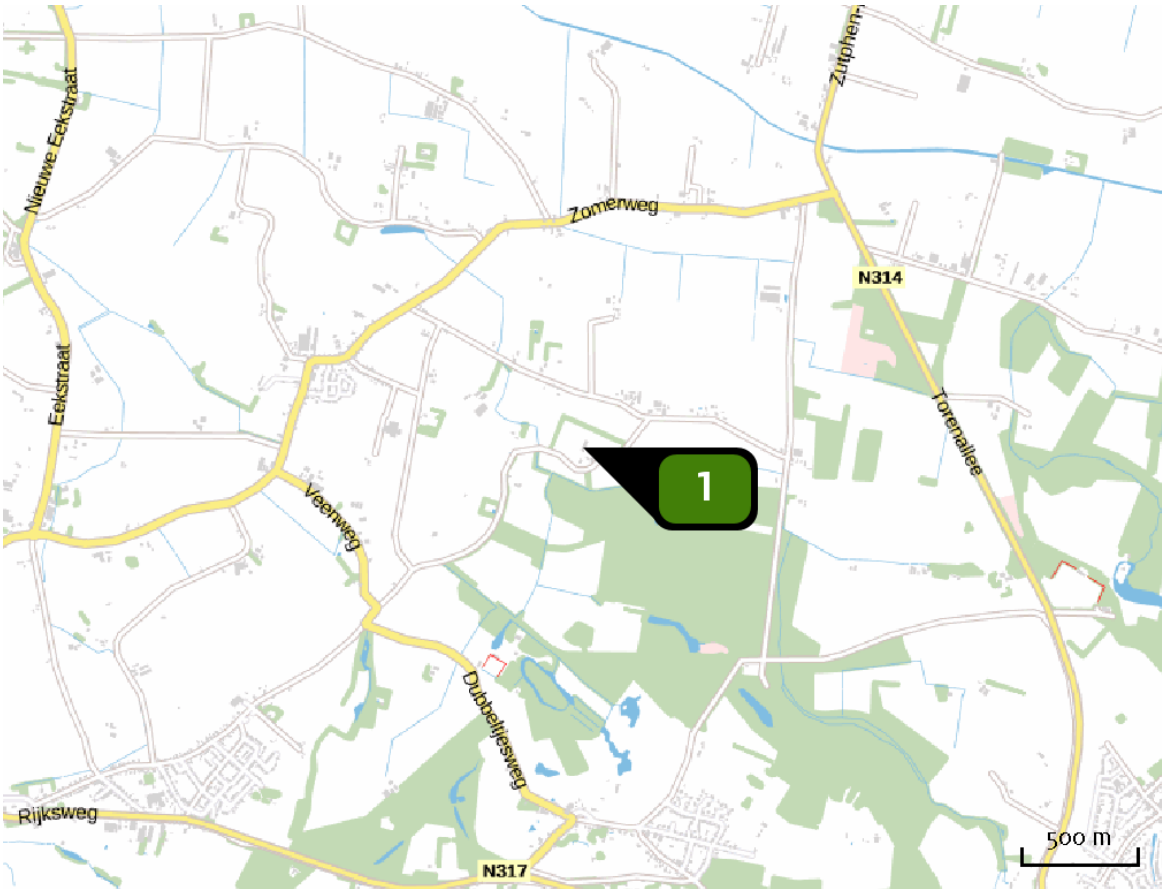 Zutphen-
Nieuwe Eekstraat
Zomerweg
N314
Eekstraat
Torenallee
1
Veenweg
Dubbeltjesweg
Rijksweg
500 m
N317